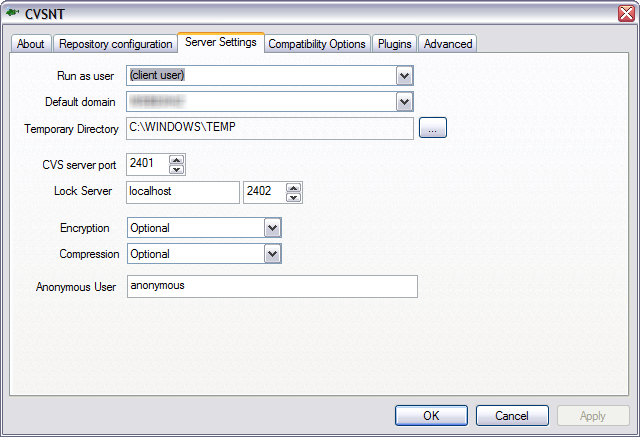 CVSNT
About Repository configuration Server Settings Compatibility Options Plugins Advanced
Run as user (client user)
Default domain
Temporary Directory C:\WINDOWS\TEMP ...
CVS server port 2401
Lock Server localhost 2402
Encryption Optional
Compression Optional
Anonymous User anonymous
OK Cancel Apply